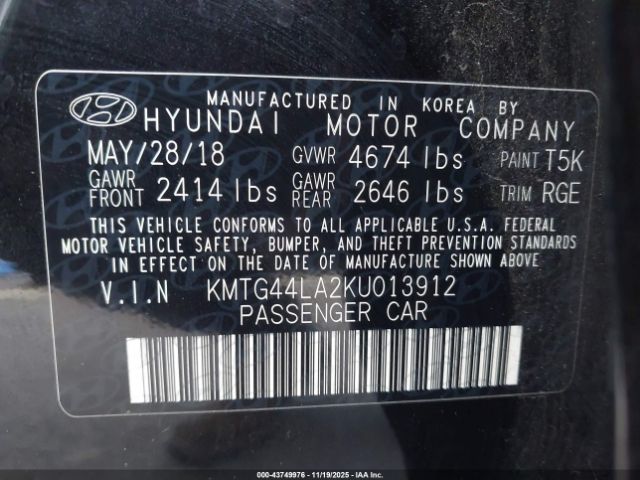 MANUFACTURED IN KOREA BY
HYUNDAI MOTOR COMPANY
MAY/28/18 GVWR 4674 lbs PAINT T5K
GAWR FRONT 2414 lbs GAWR REAR 2646 lbs TRIM RGE
THIS VEHICLE CONFORMS TO ALL APPLICABLE U.S.A. FEDERAL
MOTOR VEHICLE SAFETY, BUMPER, AND THEFT PREVENTION STANDARDS
IN EFFECT ON THE DATE OF MANUFACTURE SHOWN ABOVE.
V.I.N KMTG44LA2KU013912
PASSENGER CAR
000-43749976 - 11/19/2025 - IAAI.COM